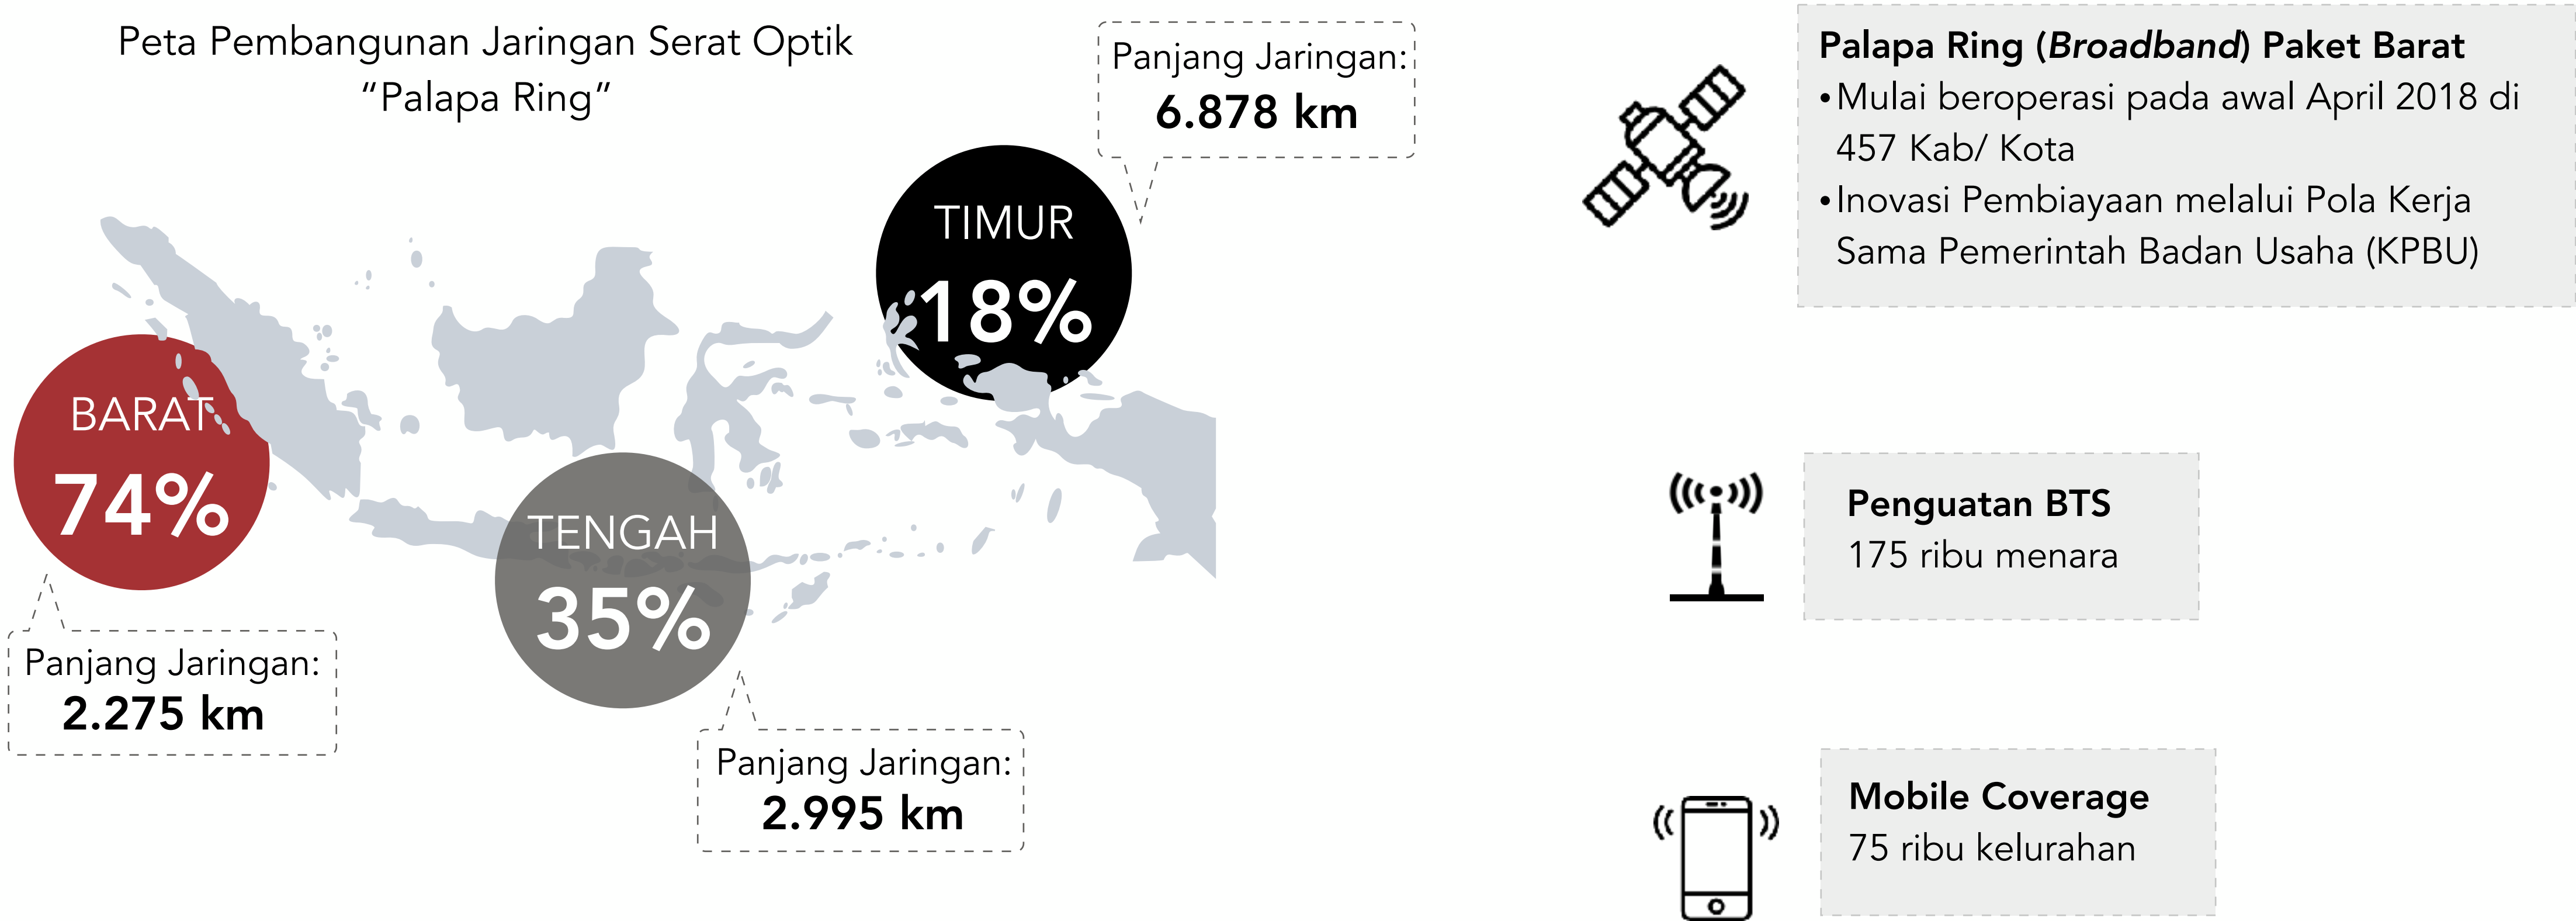 Peta Pembangunan Jaringan Serat Optik
“Palapa Ring”
Panjang Jaringan:
6.878 km
TIMUR
18%
BARAT
74%
TENGAH
35%
Panjang Jaringan:
2.275 km
Panjang Jaringan:
2.995 km
Palapa Ring (Broadband) Paket Barat
•Mulai beroperasi pada awal April 2018 di
457 Kab/ Kota
•Inovasi Pembiayaan melalui Pola Kerja
Sama Pemerintah Badan Usaha (KPBU)
Penguatan BTS
175 ribu menara
Mobile Coverage
75 ribu kelurahan